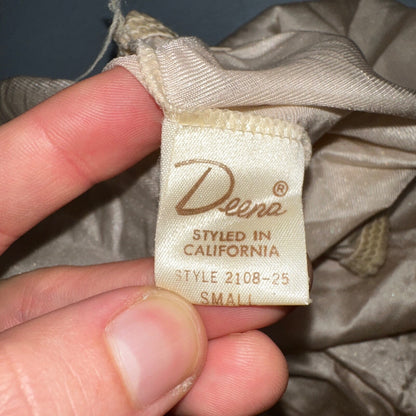 Deena®
STYLED IN
CALIFORNIA
STYLE 2108-25
SMALL